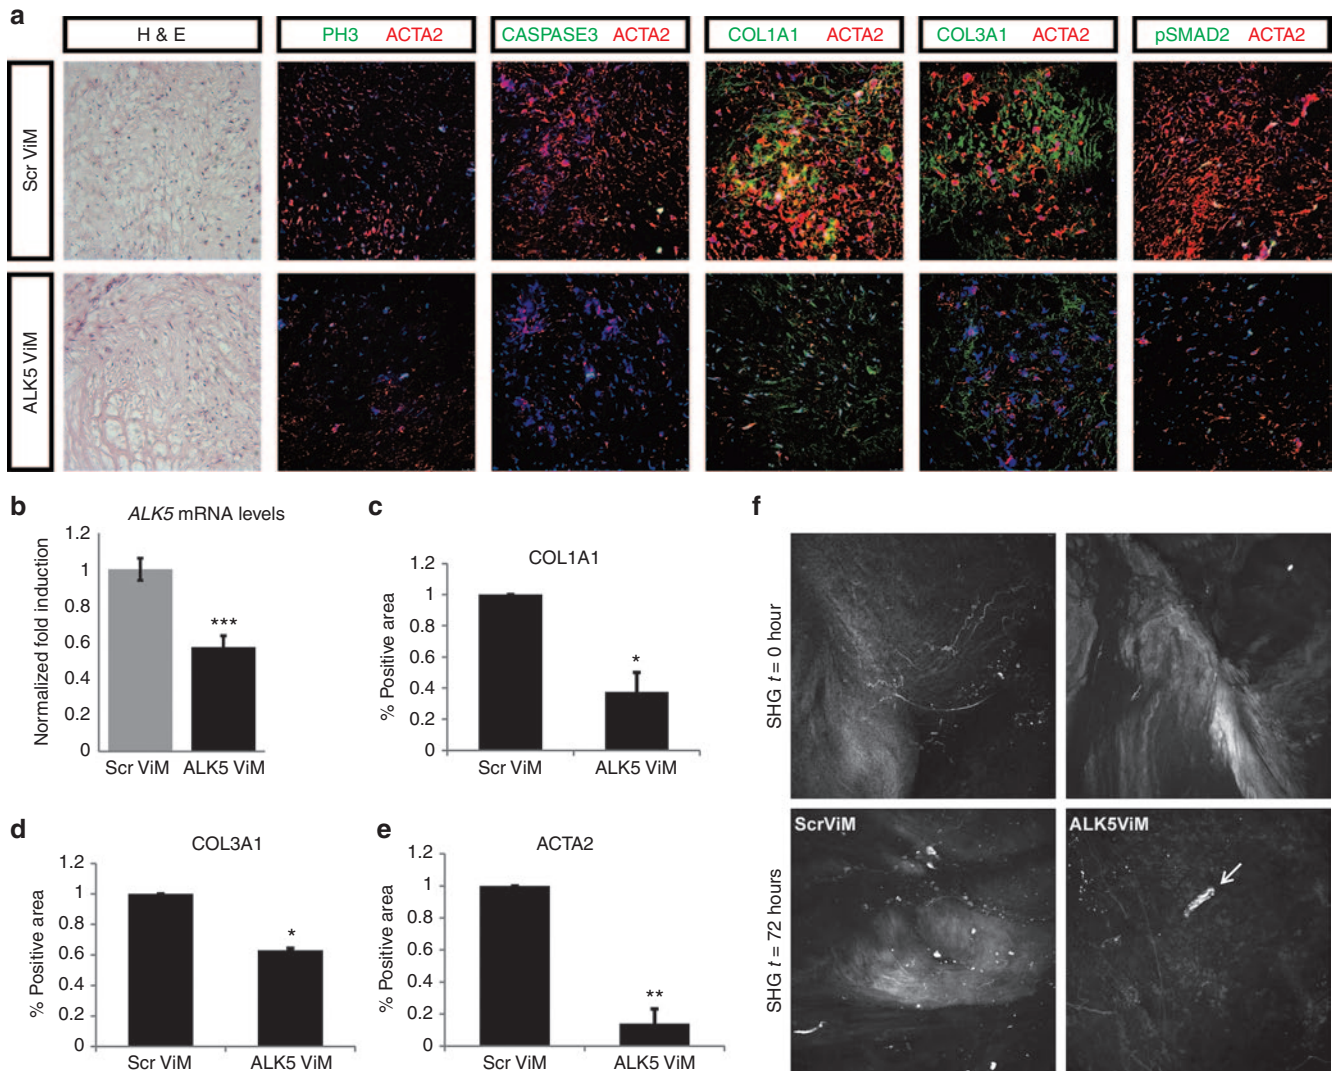 a
H & E
PH3 ACTA2
CASPASE3 ACTA2
COL1A1 ACTA2
COL3A1 ACTA2
pSMAD2 ACTA2
Scr ViM
ALK5 ViM
b
ALK5 mRNA levels
Normalized fold induction
1.2
1
0.8
0.6
0.4
0.2
0
***
Scr ViM ALK5 ViM
c
COL1A1
% Positive area
1.2
1
0.8
0.6
0.4
0.2
0
*
Scr ViM ALK5 ViM
d
COL3A1
% Positive area
1.2
1
0.8
0.6
0.4
0.2
0
*
Scr ViM ALK5 ViM
e
ACTA2
% Positive area
1.2
1
0.8
0.6
0.4
0.2
0
**
Scr ViM ALK5 ViM
f
SHG t = 0 hour
SHG t = 72 hours
ScrViM
ALK5ViM